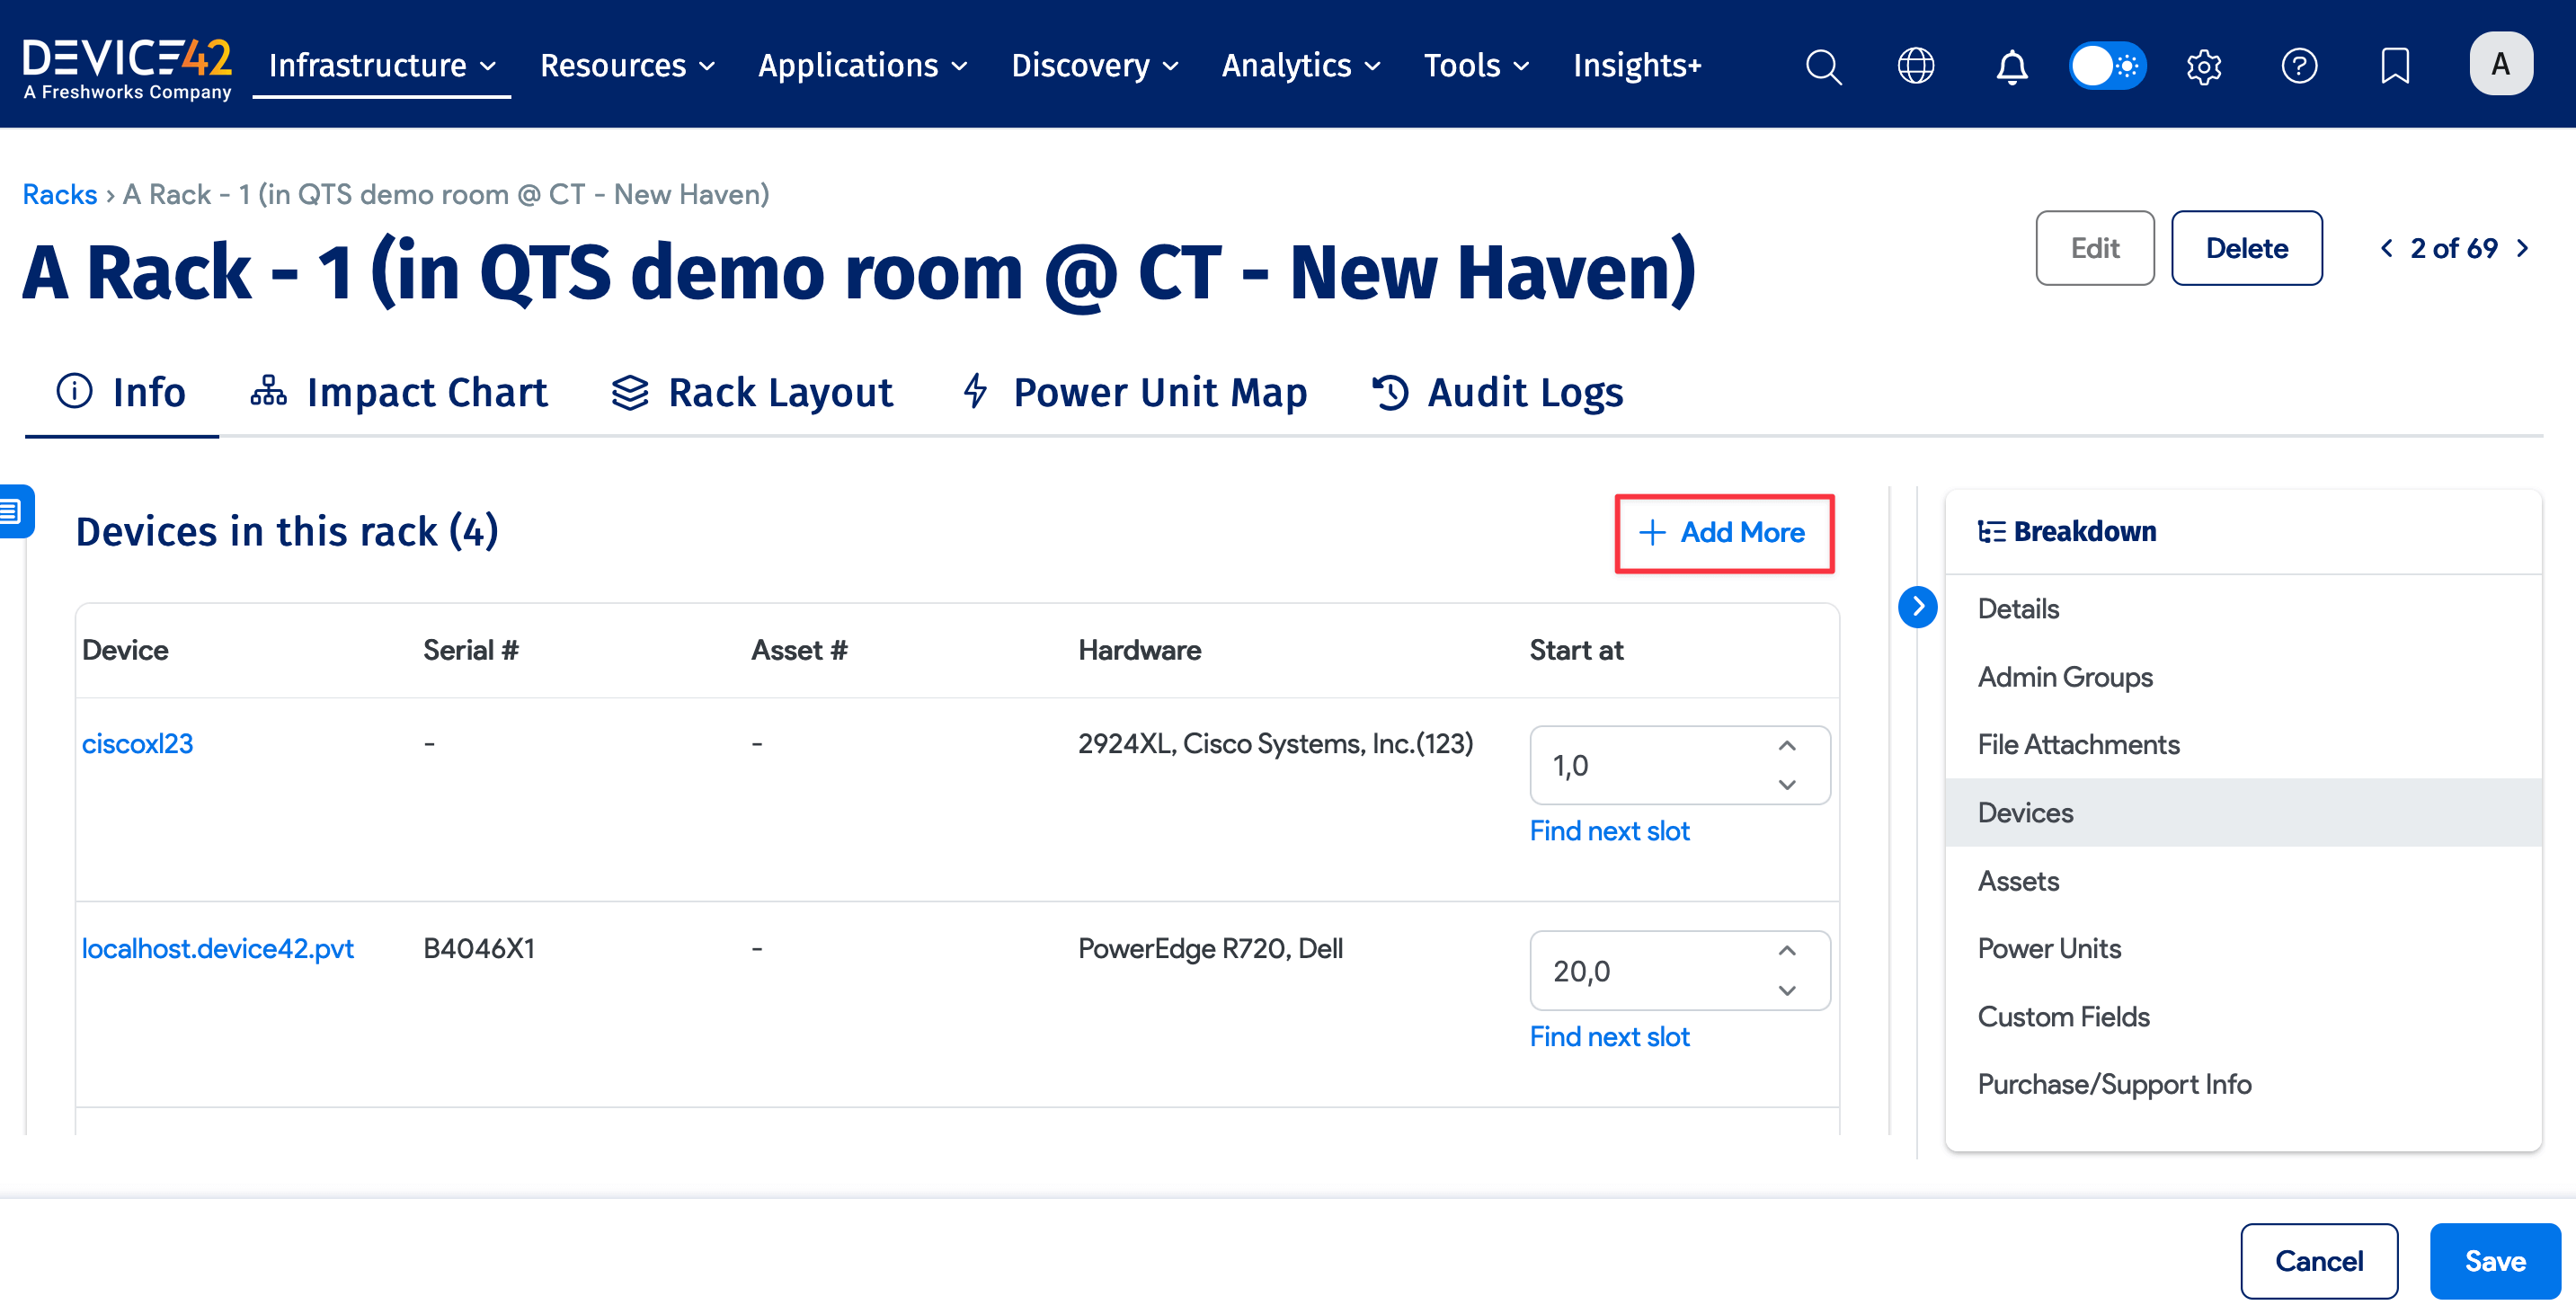 DEVICE42
A Freshworks Company
Infrastructure Resources Applications Discovery Analytics Tools Insights+
A
Racks › A Rack - 1 (in QTS demo room @ CT - New Haven)
A Rack - 1 (in QTS demo room @ CT - New Haven)
Edit Delete 2 of 69
Info Impact Chart Rack Layout Power Unit Map Audit Logs
Devices in this rack (4)
+ Add More
Device Serial # Asset # Hardware Start at
ciscoxl23 - - 2924XL, Cisco Systems, Inc.(123) 1,0
Find next slot
localhost.device42.pvt B4046X1 - PowerEdge R720, Dell 20,0
Find next slot
Breakdown
Details
Admin Groups
File Attachments
Devices
Assets
Power Units
Custom Fields
Purchase/Support Info
Cancel Save